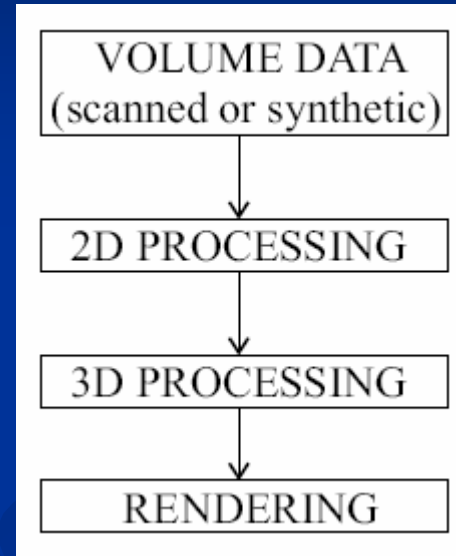 VOLUME DATA
(scanned or synthetic)
2D PROCESSING
3D PROCESSING
RENDERING